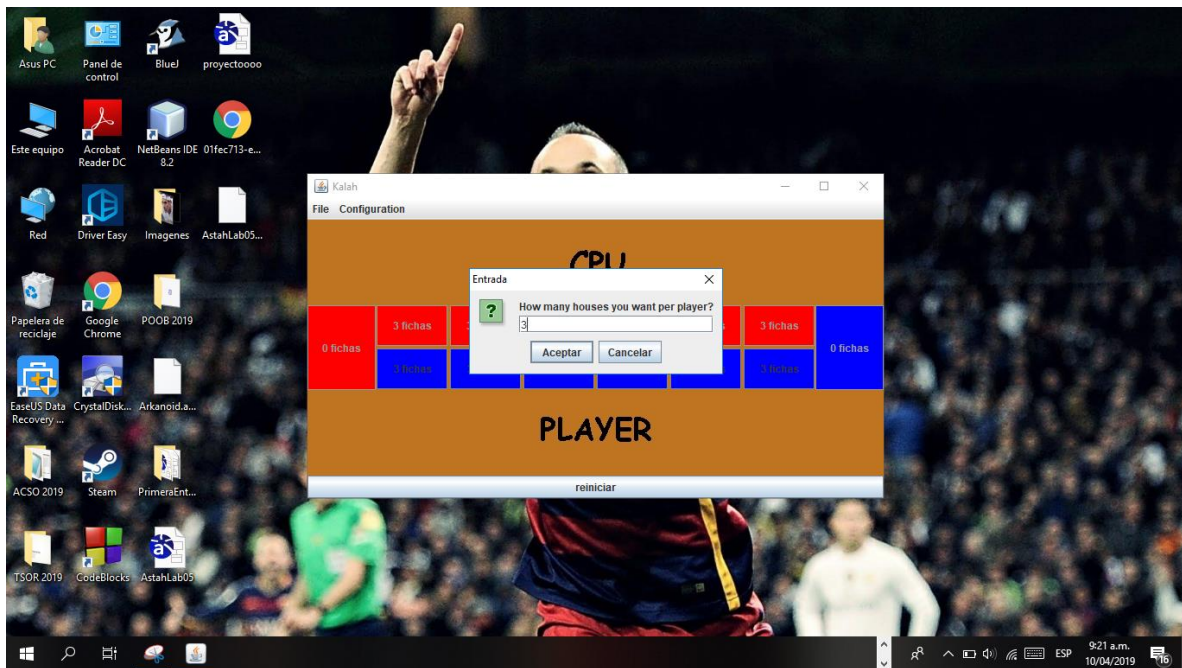 Asus PC
Panel de
control
BlueJ
proyectoooo
Este equipo
Acrobat
Reader DC
NetBeans IDE
8.2
01fec713-e...
Red
Driver Easy
Imagenes
AstahLab05...
Papelera de
reciclaje
Google
Chrome
POOB 2019
EaseUS Data
Recovery ...
CrystalDisk...
Arkanoid.a...
ACSO 2019
Steam
PrimeraEnt...
TSOR 2019
CodeBlocks
AstahLab05
Kalah
File Configuration
CPU
Entrada
How many houses you want per player?
3
Aceptar Cancelar
0 fichas
3 fichas
3 fichas
0 fichas
3 fichas
3 fichas
PLAYER
reiniciar
ESP
9:21 a.m.
10/04/2019
16